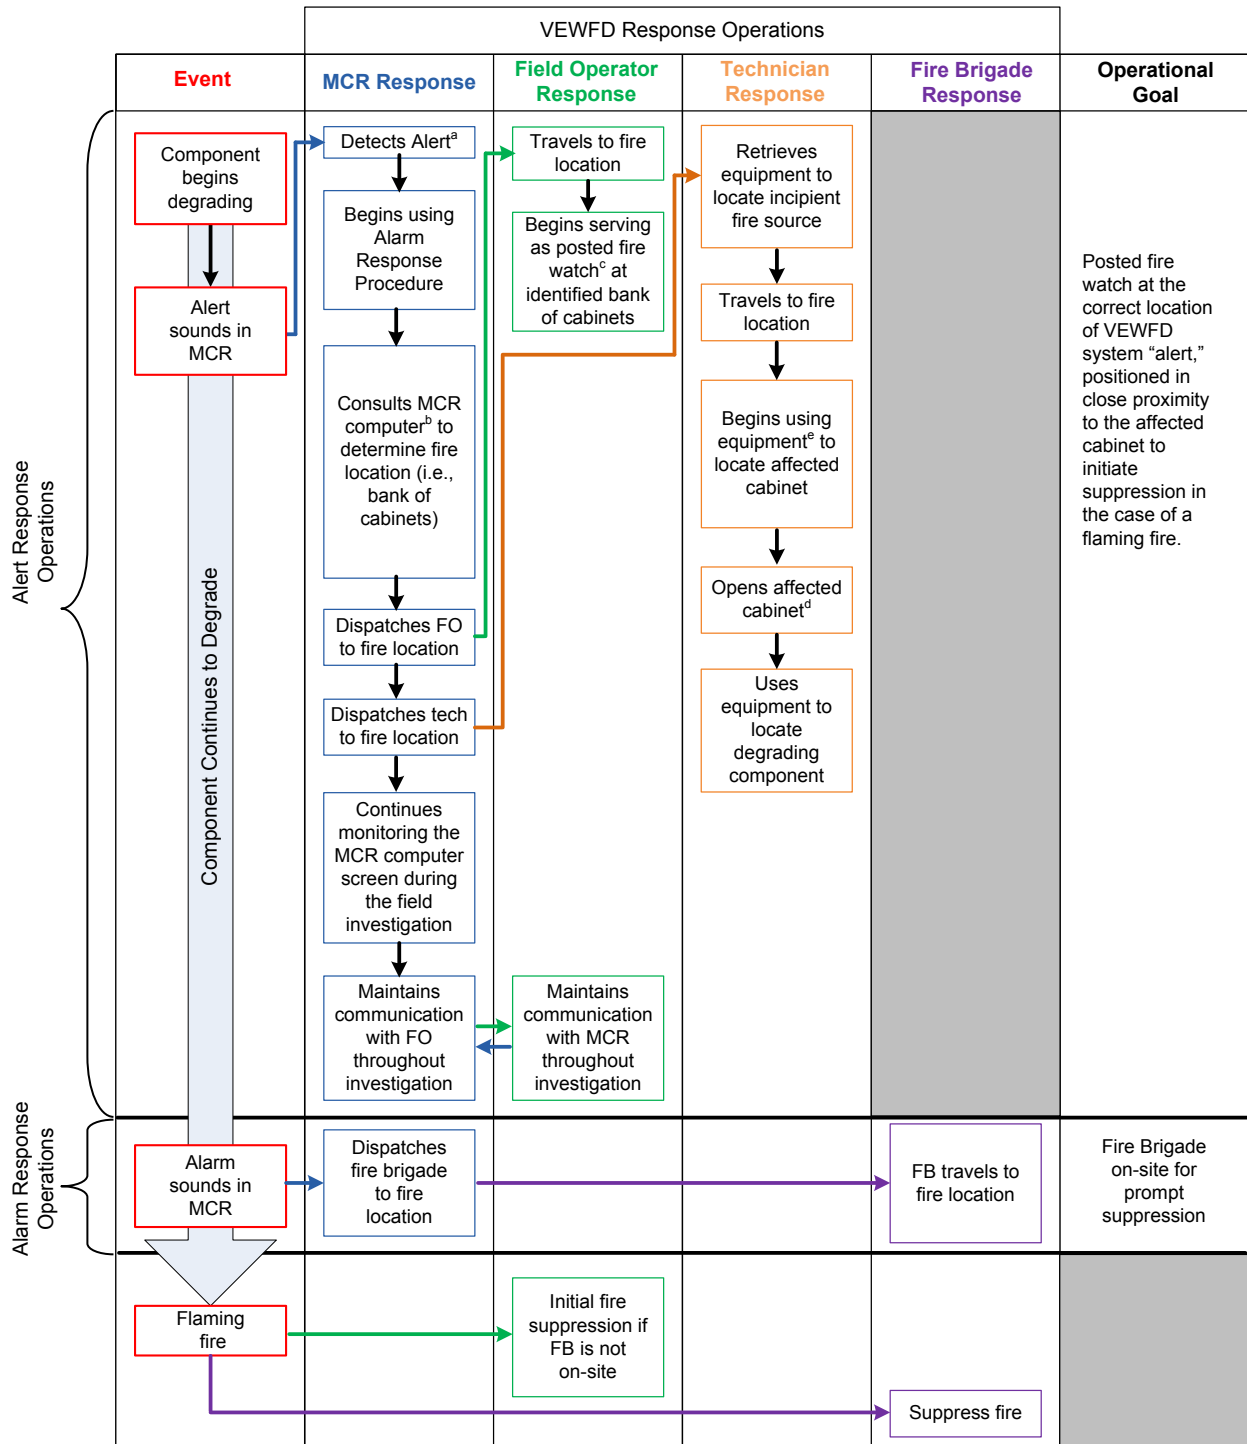 VEWFD Response Operations
Event
MCR Response
Field Operator
Response
Technician
Response
Fire Brigade
Response
Operational
Goal
Alert Response
Operations
Component
begins
degrading
Alert
sounds in
MCR
Component Continues to Degrade
Detects Alertᵃ
Begins using
Alarm
Response
Procedure
Consults MCR
computerᵇ to
determine fire
location (i.e.,
bank of
cabinets)
Dispatches FO
to fire location
Dispatches tech
to fire location
Continues
monitoring the
MCR computer
screen during
the field
investigation
Maintains
communication
with FO
throughout
investigation
Travels to fire
location
Begins serving
as posted fire
watchᶜ at
identified bank
of cabinets
Maintains
communication
with MCR
throughout
investigation
Retrieves
equipment to
locate incipient
fire source
Travels to fire
location
Begins using
equipmentᵉ to
locate affected
cabinet
Opens affected
cabinetᵈ
Uses
equipment to
locate
degrading
component
Posted fire
watch at the
correct location
of VEWFD
system “alert,”
positioned in
close proximity
to the affected
cabinet to
initiate
suppression in
the case of a
flaming fire.
Alarm Response
Operations
Alarm
sounds in
MCR
Dispatches
fire brigade
to fire
location
FB travels to
fire location
Fire Brigade
on-site for
prompt
suppression
Flaming
fire
Initial fire
suppression if
FB is not
on-site
Suppress fire